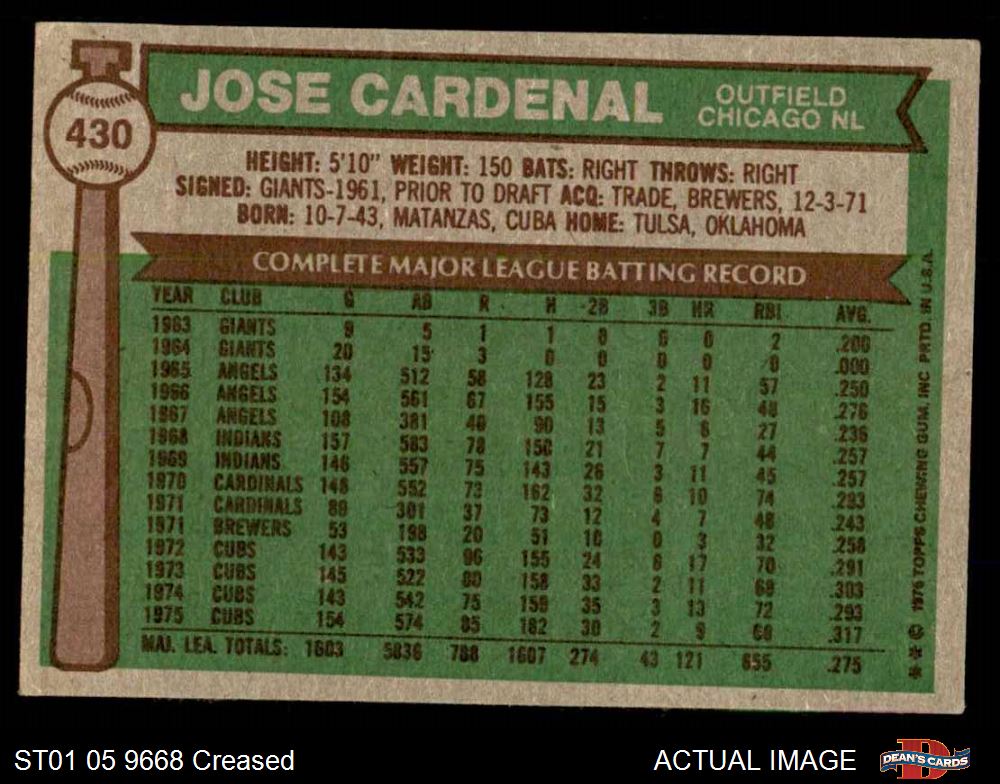 430
JOSE CARDENAL
OUTFIELD
CHICAGO NL
HEIGHT: 5'10" WEIGHT: 150 BATS: RIGHT THROWS: RIGHT
SIGNED: GIANTS-1961, PRIOR TO DRAFT ACQ: TRADE, BREWERS, 12-3-71
BORN: 10-7-43, MATANZAS, CUBA HOME: TULSA, OKLAHOMA
COMPLETE MAJOR LEAGUE BATTING RECORD
YEAR CLUB G AB R H 2B 3B HR RBI AVG.
1963 GIANTS 9 5 1 1 0 0 0 2 .200
1964 GIANTS 20 15 3 0 0 0 0 0 .000
1965 ANGELS 134 512 58 128 23 2 11 57 .250
1966 ANGELS 154 561 67 155 15 3 16 48 .276
1967 ANGELS 108 381 40 90 13 5 6 27 .236
1968 INDIANS 157 583 78 150 21 7 7 44 .257
1969 INDIANS 146 557 75 143 26 3 11 45 .257
1970 CARDINALS 148 552 73 162 32 6 10 74 .293
1971 CARDINALS 89 301 37 73 12 4 7 48 .243
1971 BREWERS 53 198 20 51 10 0 3 32 .258
1972 CUBS 143 533 96 155 24 6 17 70 .291
1973 CUBS 145 522 80 158 33 2 11 68 .303
1974 CUBS 143 542 75 159 35 3 13 72 .293
1975 CUBS 154 574 85 182 30 2 9 68 .317
MAJ. LEA. TOTALS: 1603 5836 788 1607 274 43 121 655 .275
** © 1976 TOPPS CHEWING GUM, INC PRTD. IN U.S.A.
ST01 05 9668 Creased
ACTUAL IMAGE
D
DEAN'S CARDS